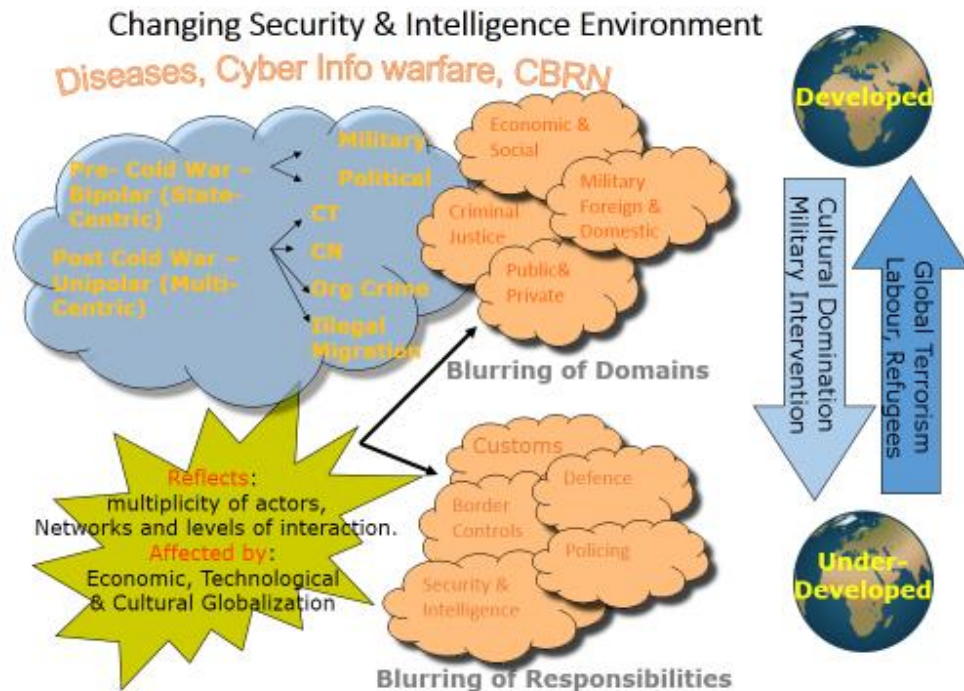 Changing Security & Intelligence Environment
Diseases, Cyber Info warfare, CBRN
Pre- Cold War –
Bipolar (State-
Centric)
Post Cold War –
Unipolar (Multi-
Centric)
Military
Political
CT
CN
Org Crime
Illegal
Migration
Economic &
Social
Military
Foreign &
Domestic
Criminal
Justice
Public&
Private
Blurring of Domains
Reflects:
multiplicity of actors,
Networks and levels of interaction.
Affected by:
Economic, Technological
& Cultural Globalization
Customs
Defence
Border
Controls
Policing
Security &
Intelligence
Blurring of Responsibilities
Developed
Cultural Domination
Military Intervention
Global Terrorism
Labour, Refugees
Under-
Developed